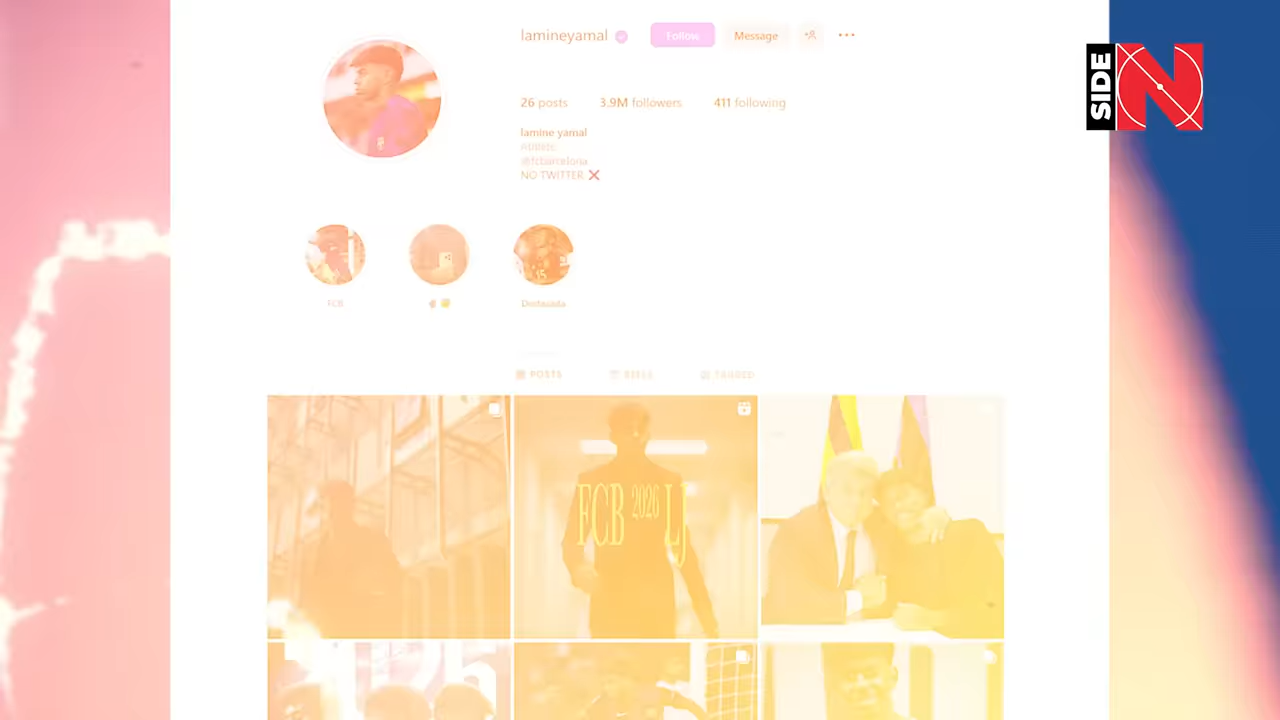 lamineyamal
Follow
Message
SIDE
N
26 posts
3.9M followers
411 following
lamine yamal
Athlete
@fcbarcelona
NO TWITTER ❌
FCB
Destacada
POSTS
REELS
TAGGED
FCB 2026 LJ
15